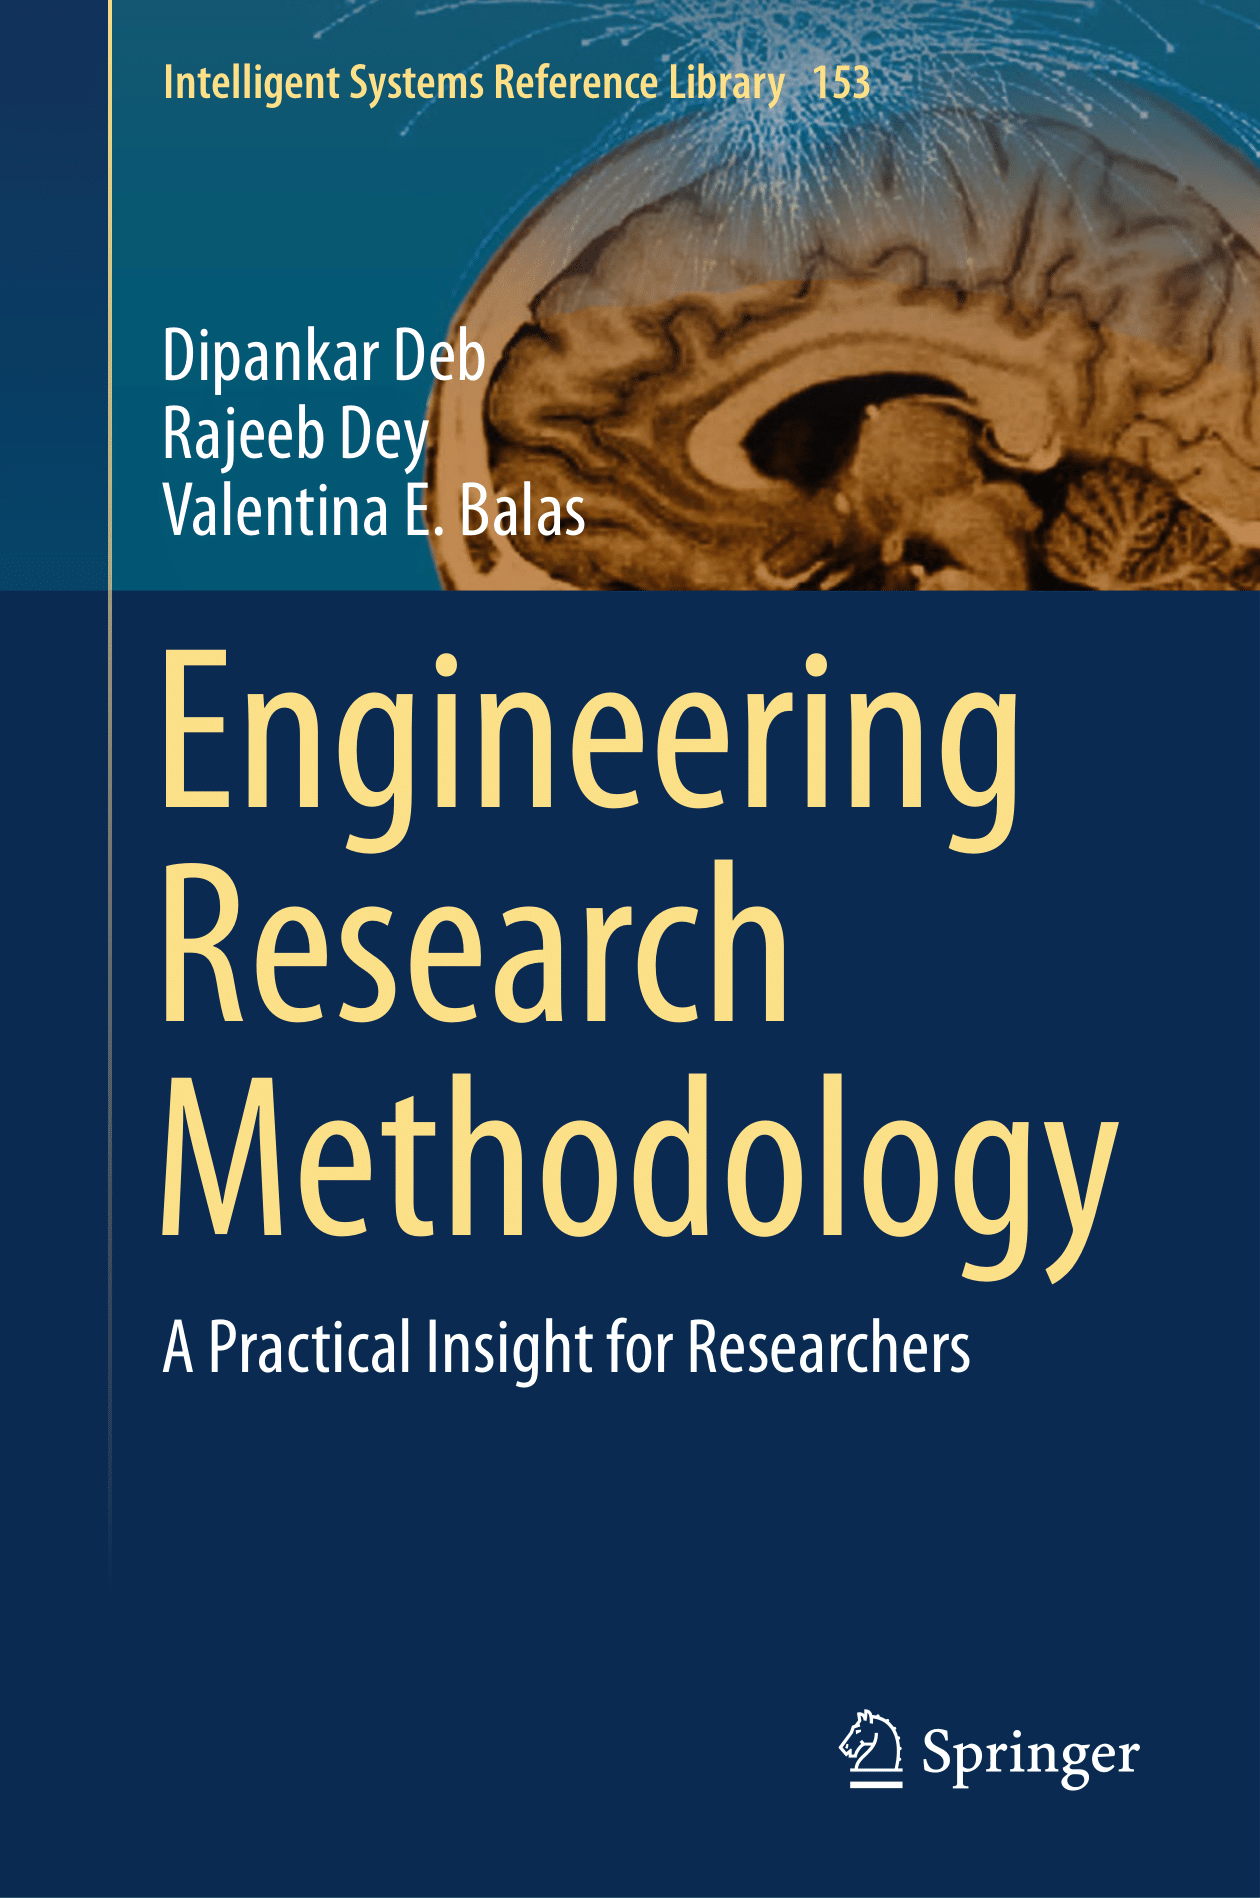 Intelligent Systems Reference Library 153
Dipankar Deb
Rajeeb Dey
Valentina E. Balas
Engineering
Research
Methodology
A Practical Insight for Researchers
Springer